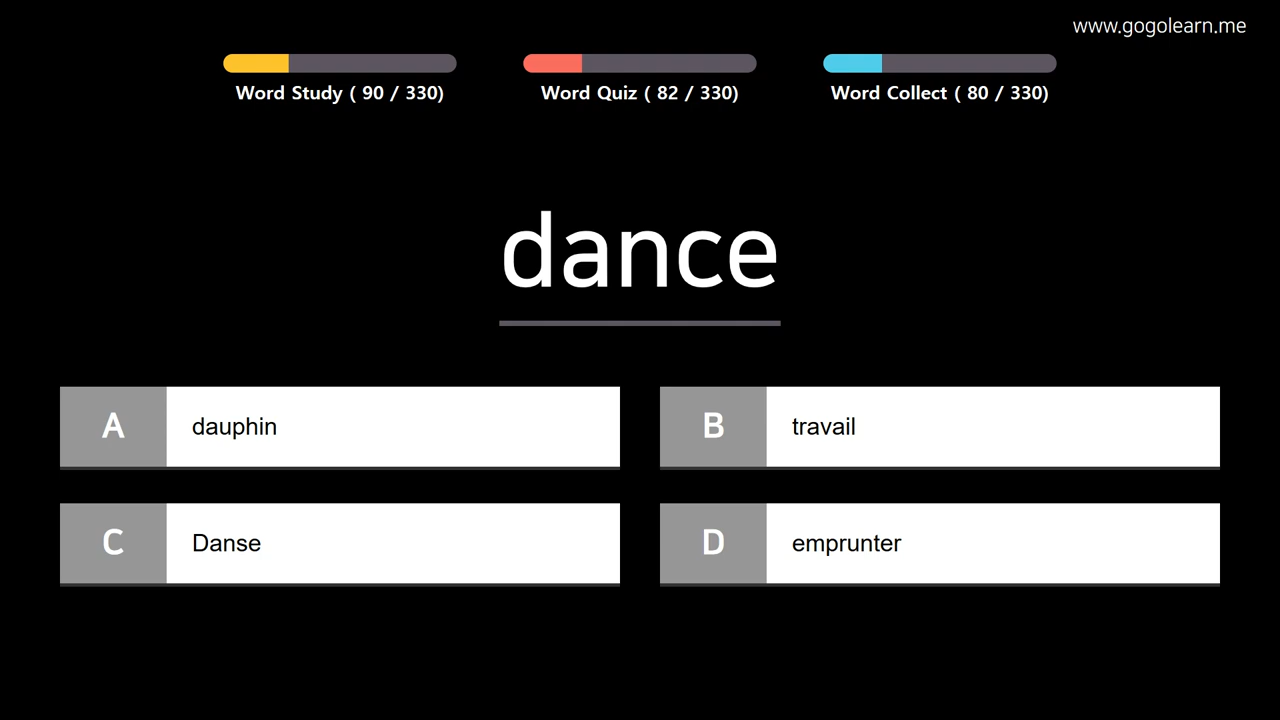 www.gogolearn.me
Word Study ( 90 / 330)
Word Quiz ( 82 / 330)
Word Collect ( 80 / 330)
dance
A dauphin
B travail
C Danse
D emprunter